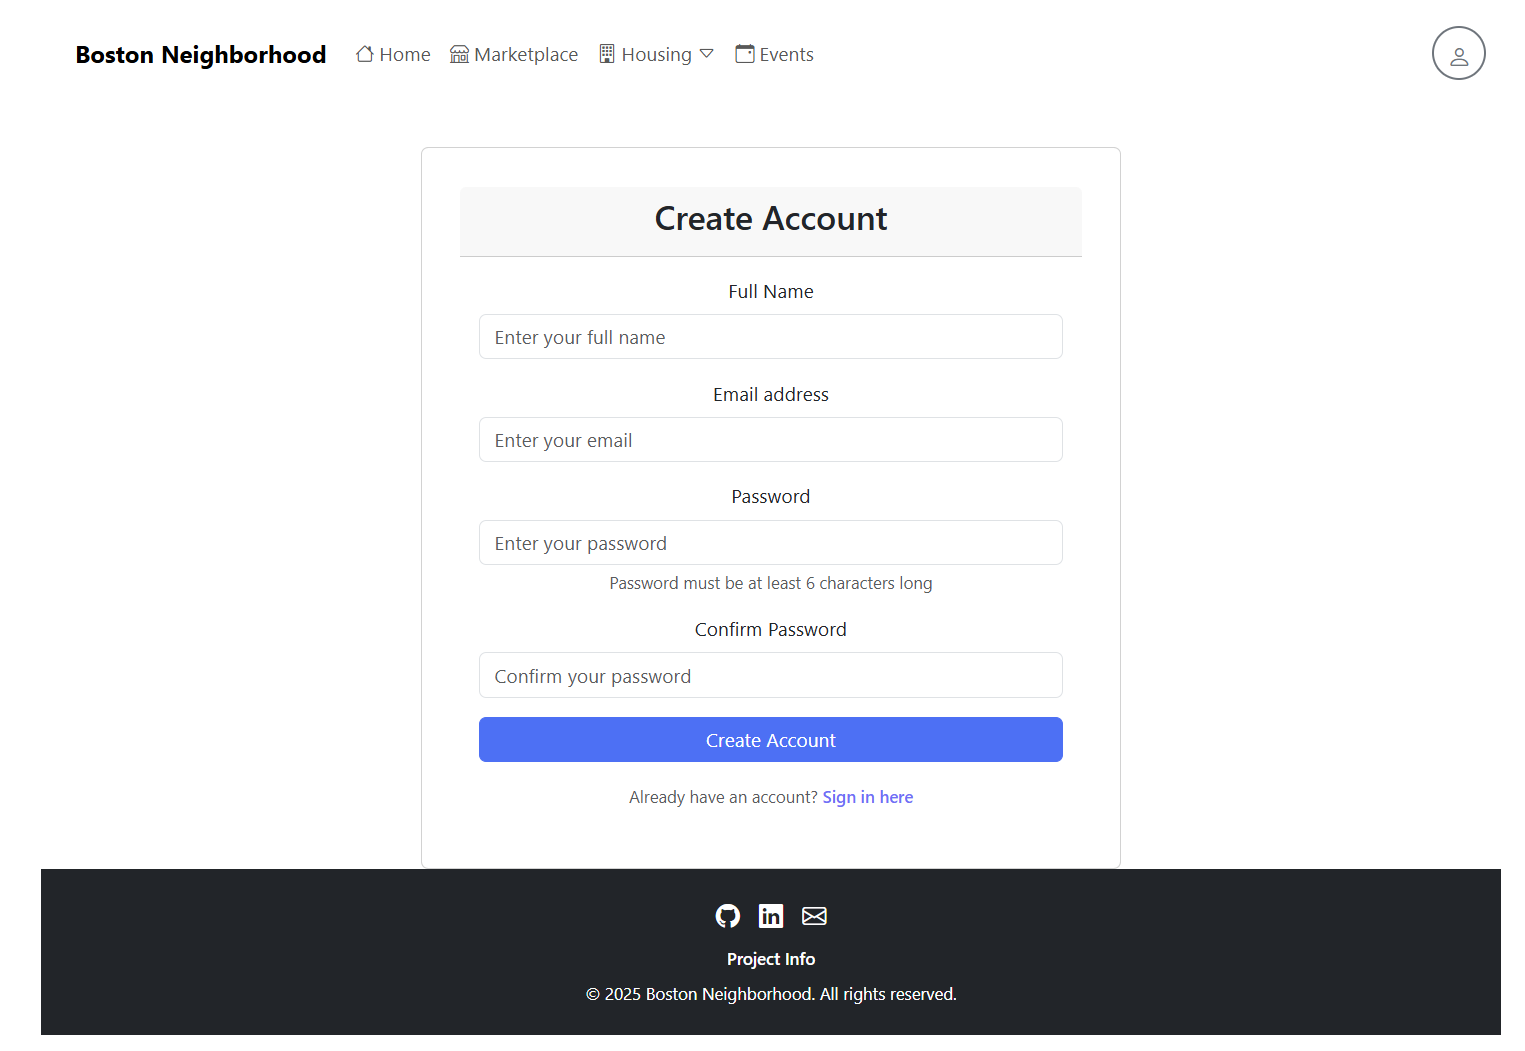 Boston Neighborhood Home Marketplace Housing Events
Create Account
Full Name
Enter your full name
Email address
Enter your email
Password
Enter your password
Password must be at least 6 characters long
Confirm Password
Confirm your password
Create Account
Already have an account? Sign in here
in
Project Info
© 2025 Boston Neighborhood. All rights reserved.